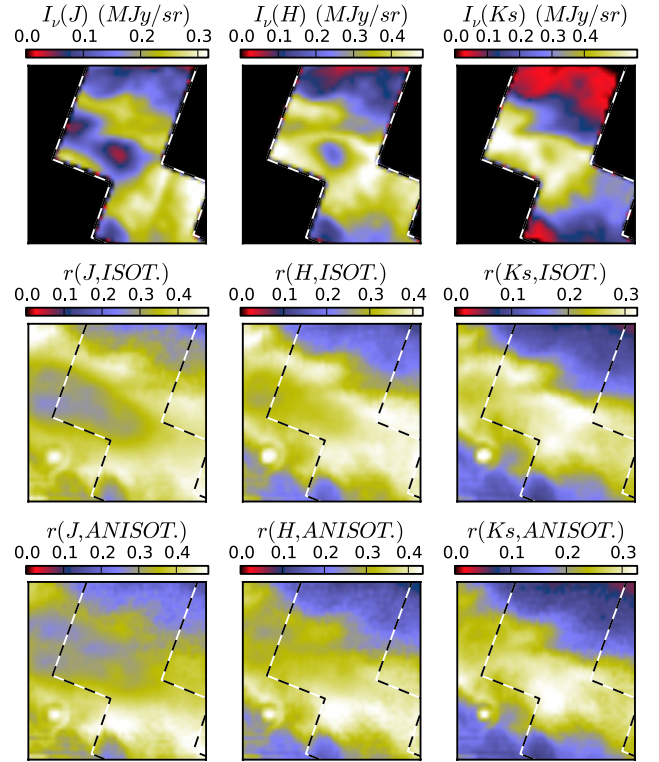 I_ν(J) (MJy/sr) I_ν(H) (MJy/sr) I_ν(Ks) (MJy/sr)
0.0 0.1 0.2 0.3 0.0 0.1 0.2 0.3 0.4 0.0 0.1 0.2 0.3 0.4
r(J,ISOT.) r(H,ISOT.) r(Ks,ISOT.)
0.0 0.1 0.2 0.3 0.4 0.0 0.1 0.2 0.3 0.4 0.0 0.1 0.2 0.3
r(J,ANISOT.) r(H,ANISOT.) r(Ks,ANISOT.)
0.0 0.1 0.2 0.3 0.4 0.0 0.1 0.2 0.3 0.4 0.0 0.1 0.2 0.3